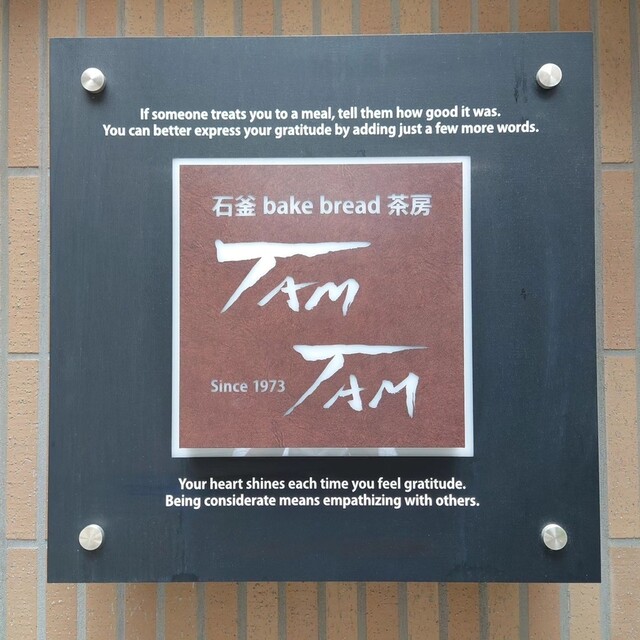 If someone treats you to a meal, tell them how good it was.
You can better express your gratitude by adding just a few more words.
石釜 bake bread 茶房
TAM
TAM
Since 1973
Your heart shines each time you feel gratitude.
Being considerate means empathizing with others.